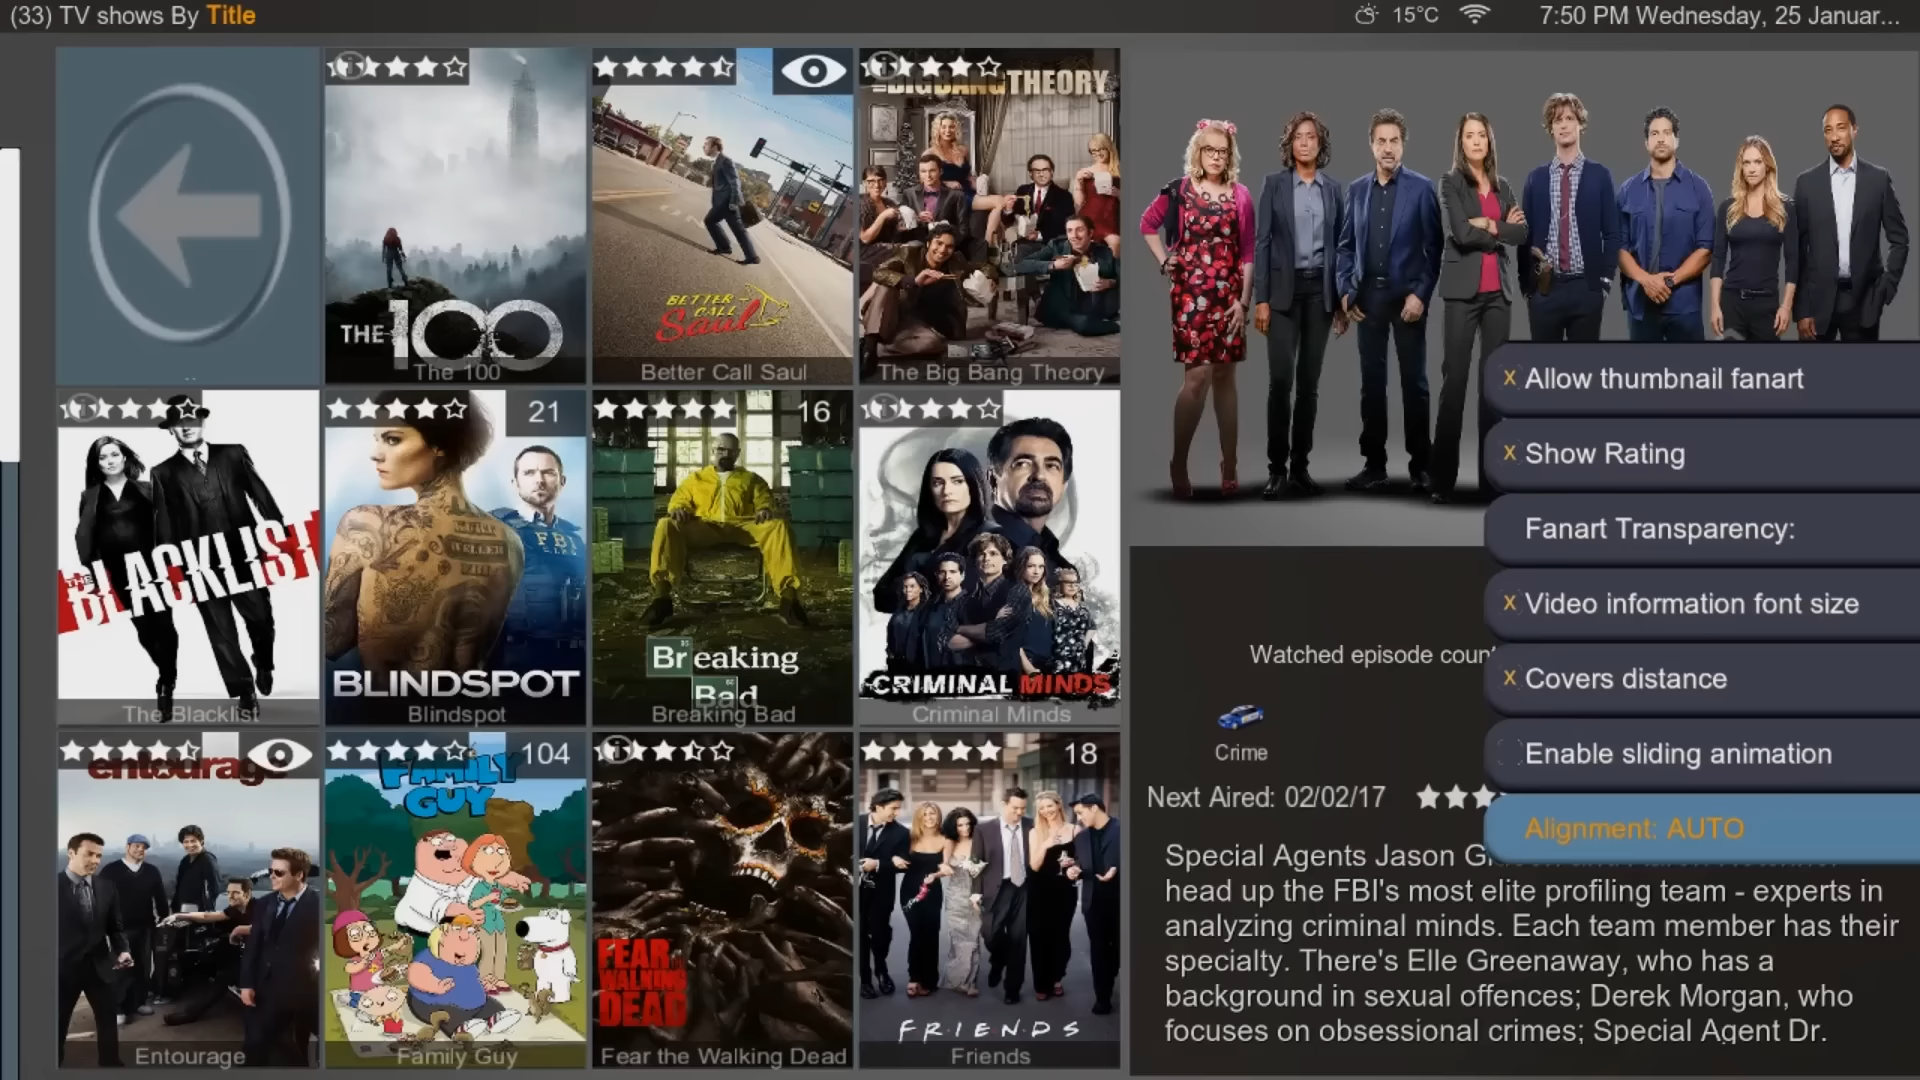 (33) TV shows By Title
15°C
7:50 PM Wednesday, 25 Januar...
THE 100
The 100
BETTER CALL Saul
Better Call Saul
THE BIG BANG THEORY
The Big Bang Theory
THE BLACKLIST
The Blacklist
21
FBI
BLINDSPOT
Blindspot
16
Breaking
Bad
Breaking Bad
CRIMINAL MINDS
Criminal Minds
entourage
Entourage
104
FAMILY
GUY
Family Guy
FEAR
WALKING
DEAD
Fear the Walking Dead
18
FRIENDS
Friends
x Allow thumbnail fanart
x Show Rating
Fanart Transparency:
x Video information font size
x Covers distance
Enable sliding animation
Alignment: AUTO
Watched episode coun
Crime
Next Aired: 02/02/17
Special Agents Jason G
head up the FBI's most elite profiling team - experts in
analyzing criminal minds. Each team member has their
specialty. There's Elle Greenaway, who has a
background in sexual offences; Derek Morgan, who
focuses on obsessional crimes; Special Agent Dr.